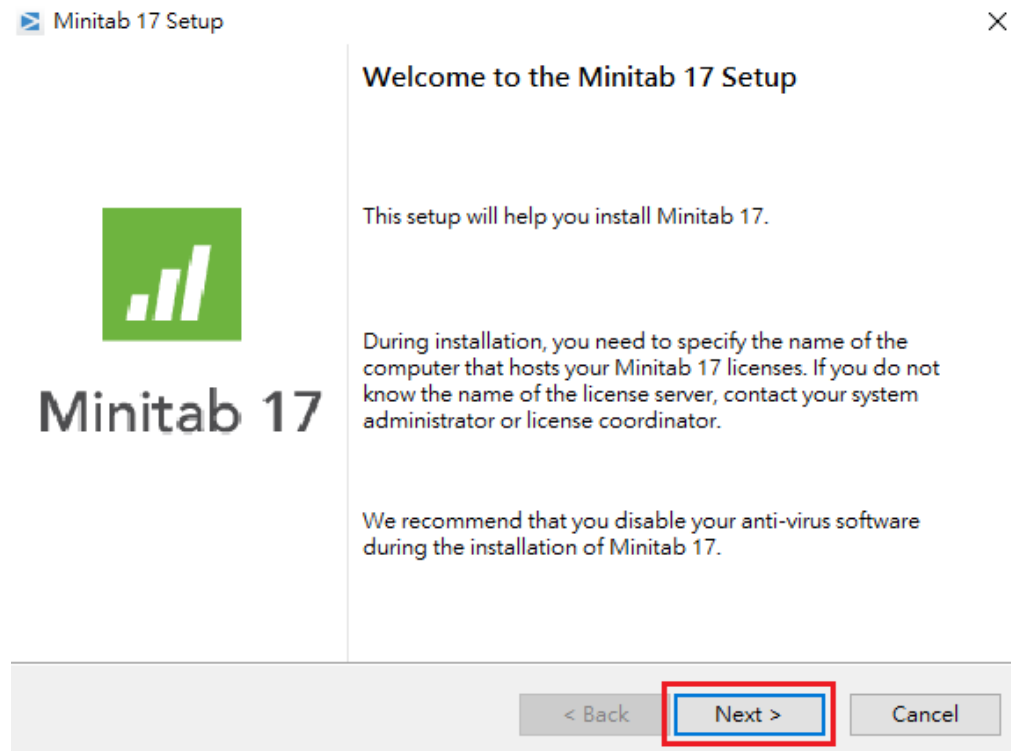 Minitab 17 Setup
Welcome to the Minitab 17 Setup
This setup will help you install Minitab 17.
During installation, you need to specify the name of the
computer that hosts your Minitab 17 licenses. If you do not
know the name of the license server, contact your system
administrator or license coordinator.
Minitab 17
We recommend that you disable your anti-virus software
during the installation of Minitab 17.
< Back
Next >
Cancel